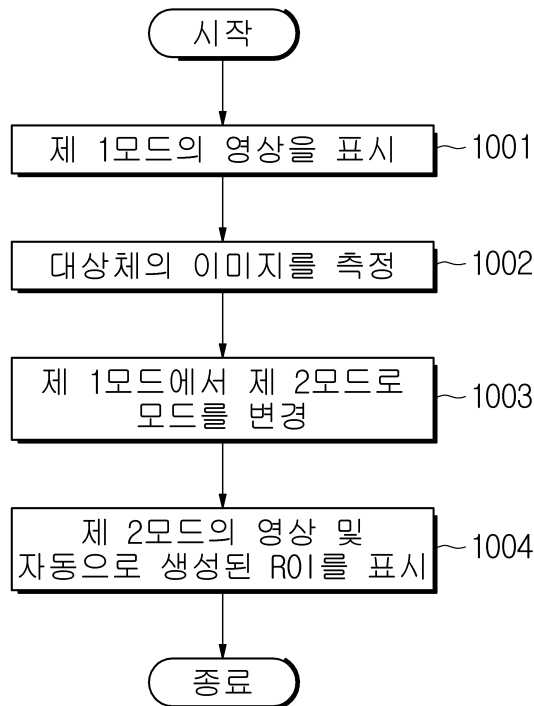 시작
제 1모드의 영상을 표시
1001
대상체의 이미지를 측정
1002
제 1모드에서 제 2모드로
모드를 변경
1003
제 2모드의 영상 및
자동으로 생성된 ROI를 표시
1004
종료